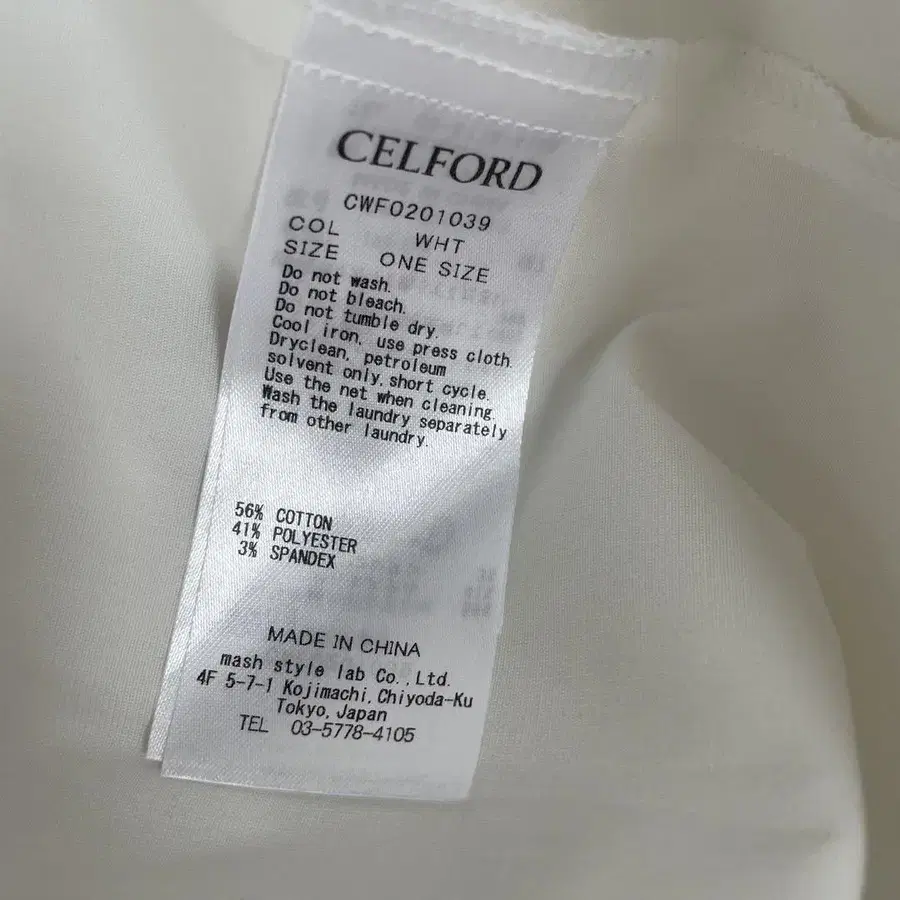 CELFORD
CWF0201039
COL WHT
SIZE ONE SIZE
Do not wash.
Do not bleach.
Do not tumble dry.
Cool iron, use press cloth.
Dryclean, petroleum
solvent only, short cycle.
Use the net when cleaning.
Wash the laundry separately
from other laundry.
56% COTTON
41% POLYESTER
3% SPANDEX
MADE IN CHINA
mash style lab Co.,Ltd.
4F 5-7-1 Kojimachi,Chiyoda-Ku
Tokyo,Japan
TEL 03-5778-4105